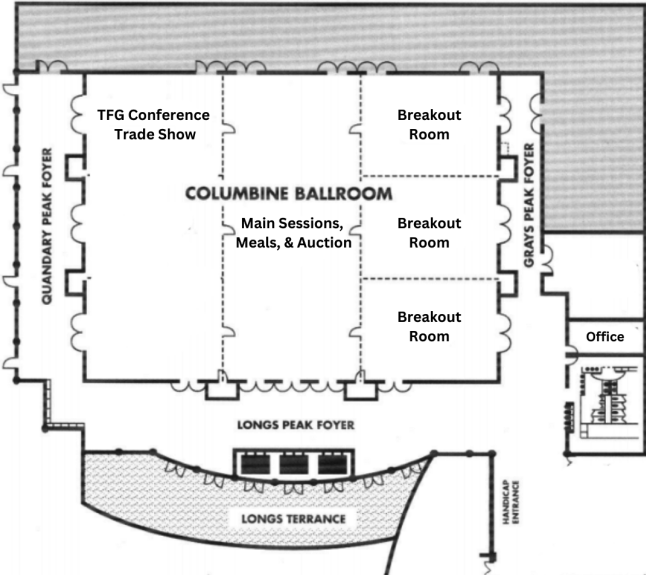 TFG Conference
Trade Show
Breakout
Room
COLUMBINE BALLROOM
Main Sessions,
Meals, & Auction
Breakout
Room
Breakout
Room
QUANDARY PEAK FOYER
GRAYS PEAK FOYER
Office
LONGS PEAK FOYER
LONGS TERRANCE
HANDICAP
ENTRANCE